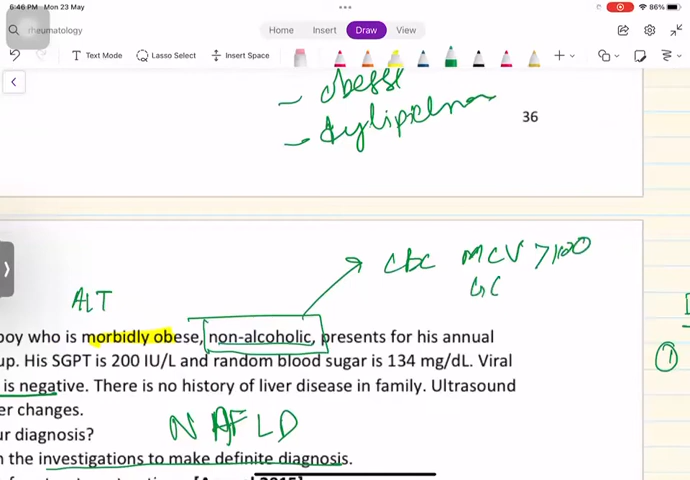 6:46 PM Mon 23 May
86%
rheumatology
Home Insert Draw View
Text Mode Lasso Select Insert Space
- obese
- dyslipidemia
36
CBC MCV >100
GC
ALT
boy who is morbidly obese, non-alcoholic, presents for his annual
up. His SGPT is 200 IU/L and random blood sugar is 134 mg/dL. Viral
is negative. There is no history of liver disease in family. Ultrasound
er changes.
ur diagnosis?
NAFLD
n the investigations to make definite diagnosis.
①